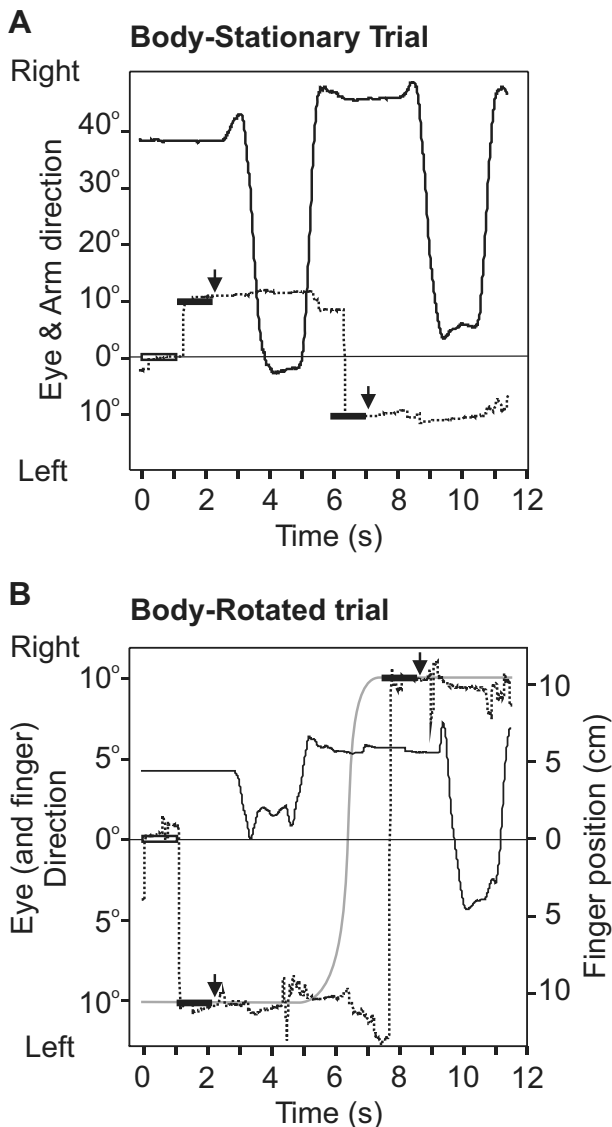 A
Body-Stationary Trial
Right
Eye & Arm direction
40°
30°
20°
10°
0°
10°
Left
0 2 4 6 8 10 12
Time (s)
B
Body-Rotated trial
Right
Eye (and finger)
Direction
10°
5°
0°
5°
10°
Left
10
5
0
5
10
Finger position (cm)
0 2 4 6 8 10 12
Time (s)